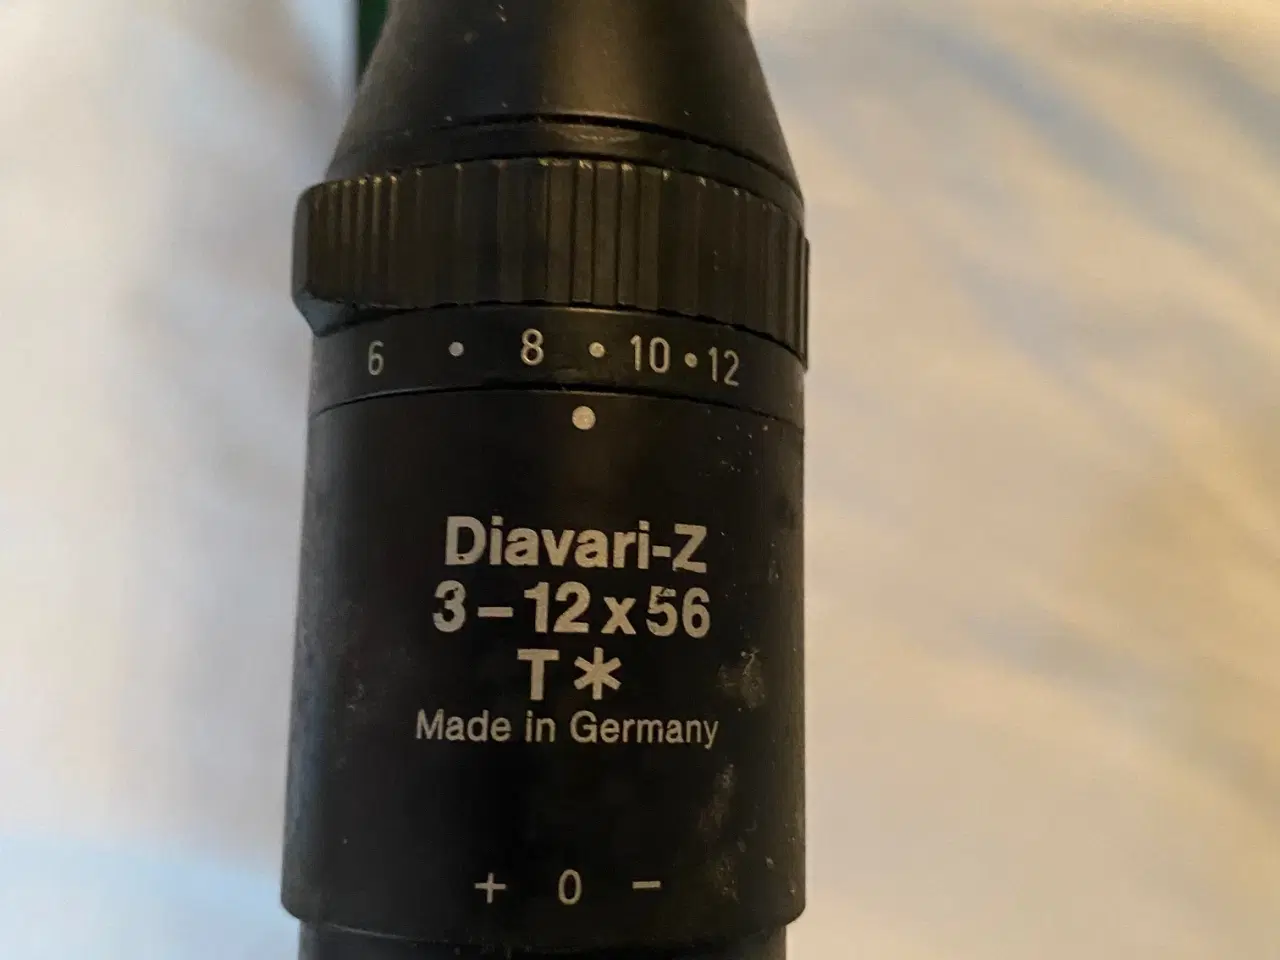 6 • 8 • 10 • 12
Diavari-Z
3-12x56
T*
Made in Germany
+ 0 −